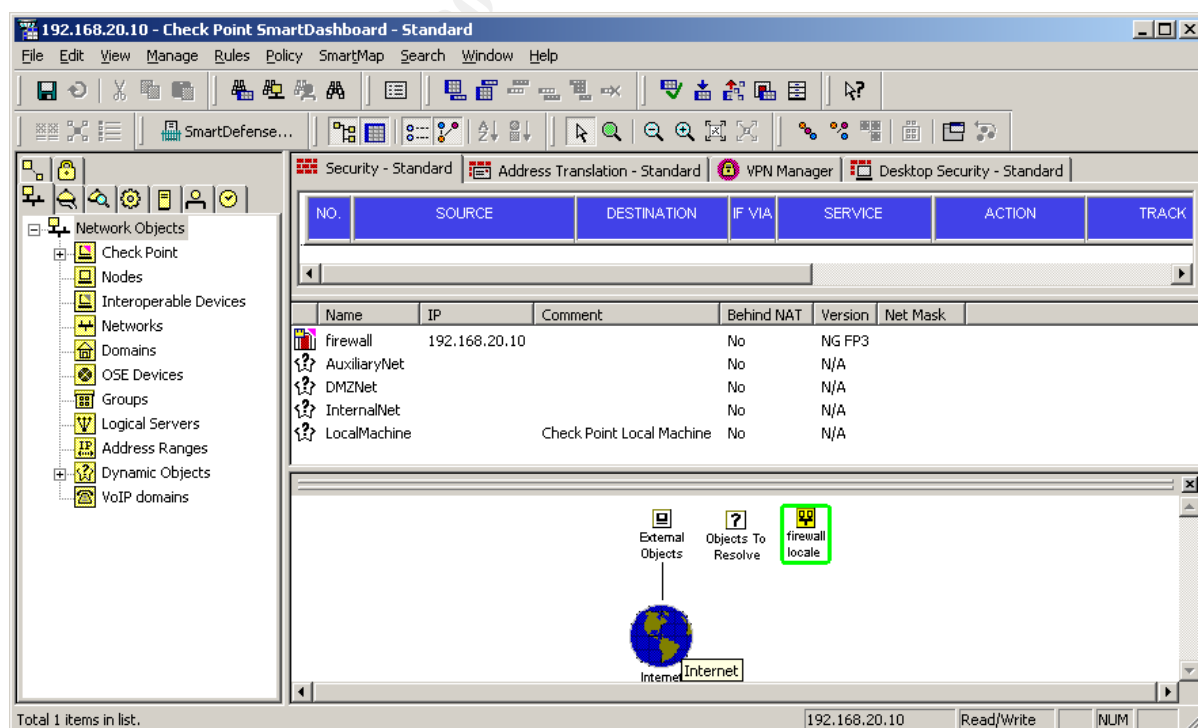 192.168.20.10 - Check Point SmartDashboard - Standard
File Edit View Manage Rules Policy SmartMap Search Window Help
SmartDefense...
Security - Standard Address Translation - Standard VPN Manager Desktop Security - Standard
NO. SOURCE DESTINATION IF VIA SERVICE ACTION TRACK
Network Objects
Check Point
Nodes
Interoperable Devices
Networks
Domains
OSE Devices
Groups
Logical Servers
Address Ranges
Dynamic Objects
VoIP domains
Name IP Comment Behind NAT Version Net Mask
firewall 192.168.20.10 No NG FP3
AuxiliaryNet No N/A
DMZNet No N/A
InternalNet No N/A
LocalMachine Check Point Local Machine No N/A
External Objects
Objects To Resolve
firewall locale
Internet
Internet
Total 1 items in list. 192.168.20.10 Read/Write NUM